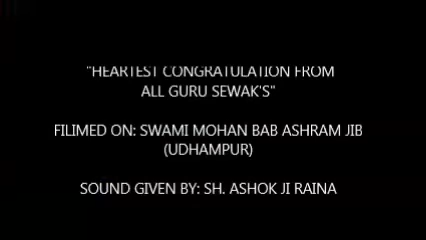 "HEARTEST CONGRATULATION FROM
ALL GURU SEWAK'S"
FILIMED ON: SWAMI MOHAN BAB ASHRAM JIB
(UDHAMPUR)
SOUND GIVEN BY: SH. ASHOK JI RAINA